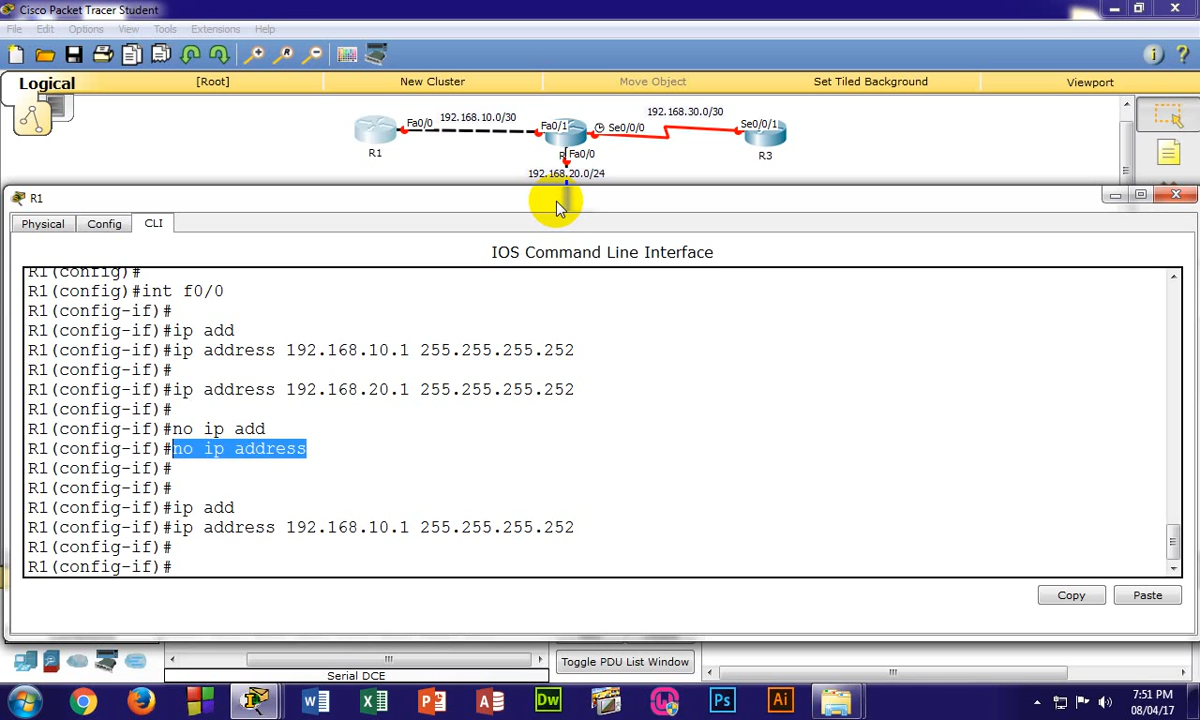 Cisco Packet Tracer Student
File Edit Options View Tools Extensions Help
Logical [Root] New Cluster Move Object Set Tiled Background Viewport
192.168.30.0/30
Fa0/0 192.168.10.0/30 Fa0/1 Se0/0/0 Se0/0/1
R1 Fa0/0 R3
192.168.20.0/24
R1
Physical Config CLI
IOS Command Line Interface
R1(config)#
R1(config)#int f0/0
R1(config-if)#
R1(config-if)#ip add
R1(config-if)#ip address 192.168.10.1 255.255.255.252
R1(config-if)#
R1(config-if)#ip address 192.168.20.1 255.255.255.252
R1(config-if)#
R1(config-if)#no ip add
R1(config-if)#no ip address
R1(config-if)#
R1(config-if)#
R1(config-if)#ip add
R1(config-if)#ip address 192.168.10.1 255.255.255.252
R1(config-if)#
R1(config-if)#
Copy Paste
Toggle PDU List Window
Serial DCE
Dw Ps Ai
7:51 PM
08/04/17